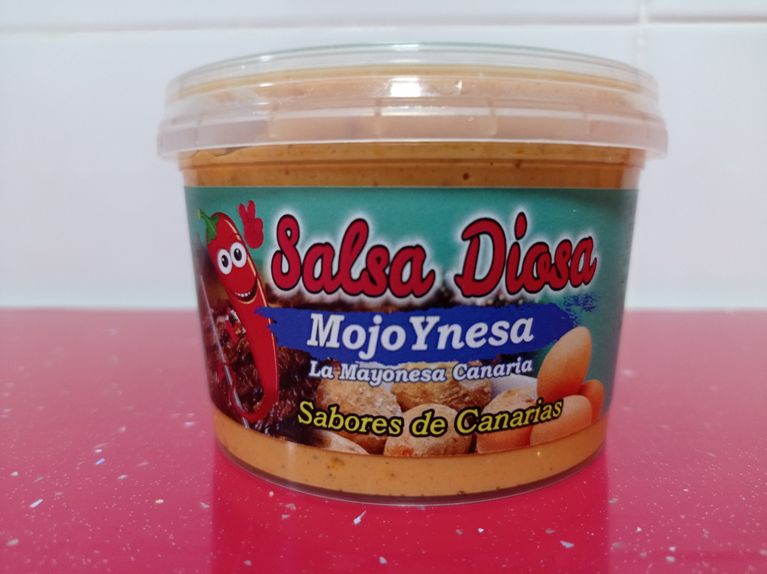 Salsa Diosa
MojoYnesa
La Mayonesa Canaria
Sabores de Canarias